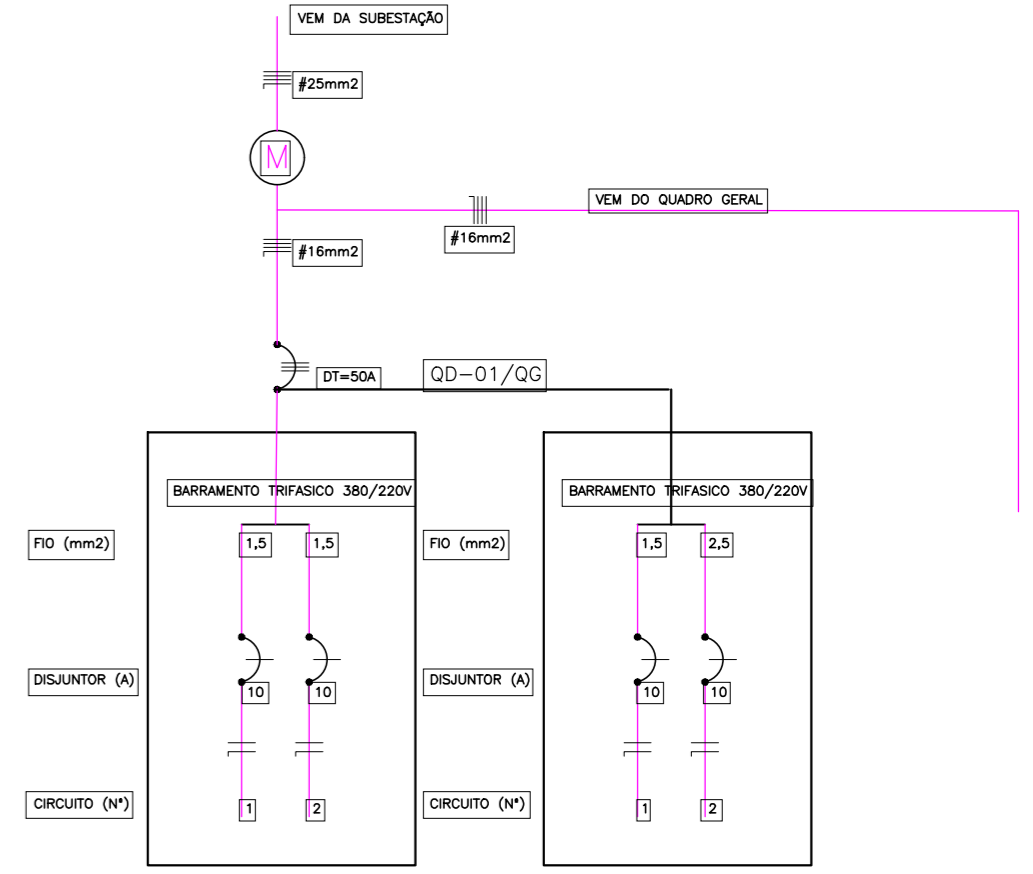 VEM DA SUBESTAÇÃO
#25mm2
M
VEM DO QUADRO GERAL
#16mm2
#16mm2
DT=50A
QD-01/QG
BARRAMENTO TRIFASICO 380/220V
BARRAMENTO TRIFASICO 380/220V
FIO (mm2)
1,5
1,5
FIO (mm2)
1,5
2,5
DISJUNTOR (A)
10
10
DISJUNTOR (A)
10
10
CIRCUITO (Nº)
1
2
CIRCUITO (Nº)
1
2